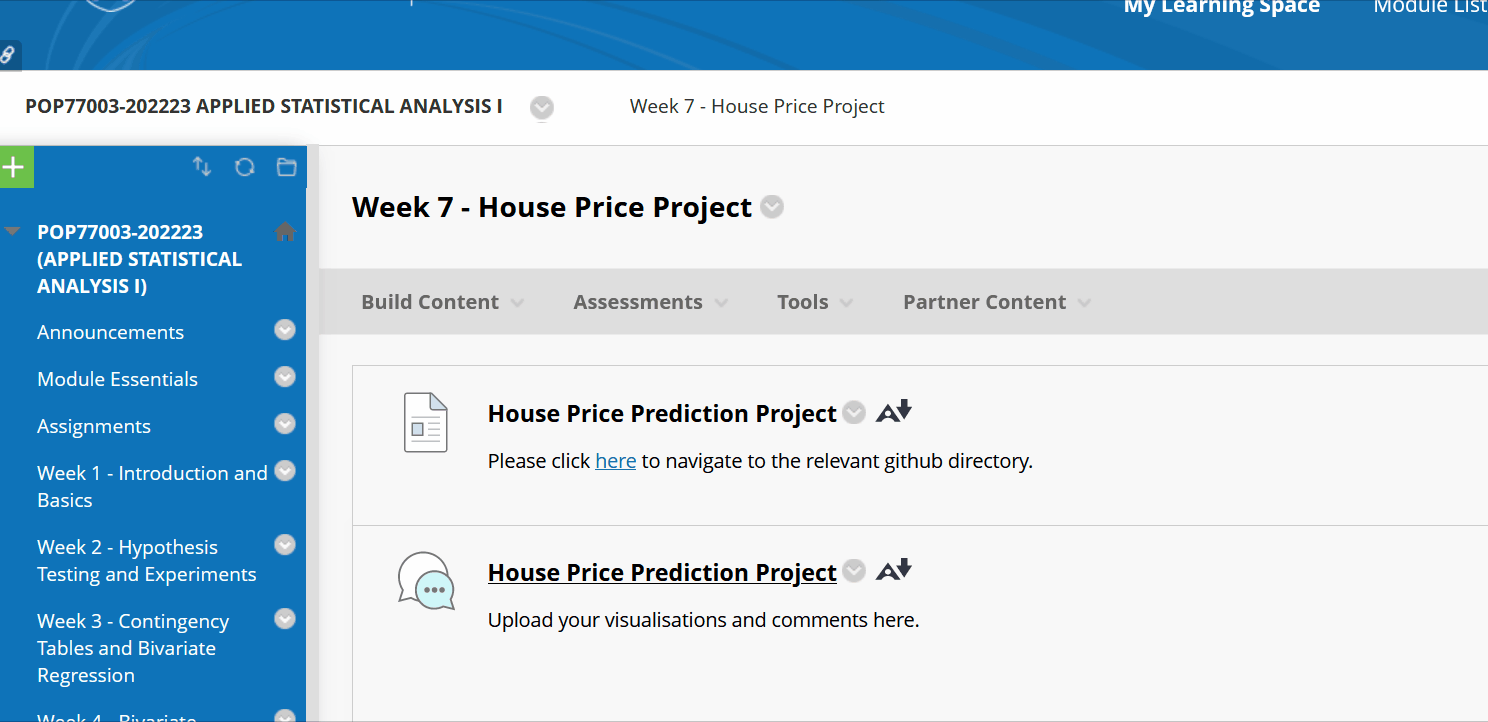 My Learning Space Module List
POP77003-202223 APPLIED STATISTICAL ANALYSIS I Week 7 - House Price Project
Week 7 - House Price Project
POP77003-202223
(APPLIED STATISTICAL
ANALYSIS I)
Announcements
Module Essentials
Assignments
Week 1 - Introduction and
Basics
Week 2 - Hypothesis
Testing and Experiments
Week 3 - Contingency
Tables and Bivariate
Regression
Week 4 - Bivariate
Build Content Assessments Tools Partner Content
House Price Prediction Project
Please click here to navigate to the relevant github directory.
House Price Prediction Project
Upload your visualisations and comments here.